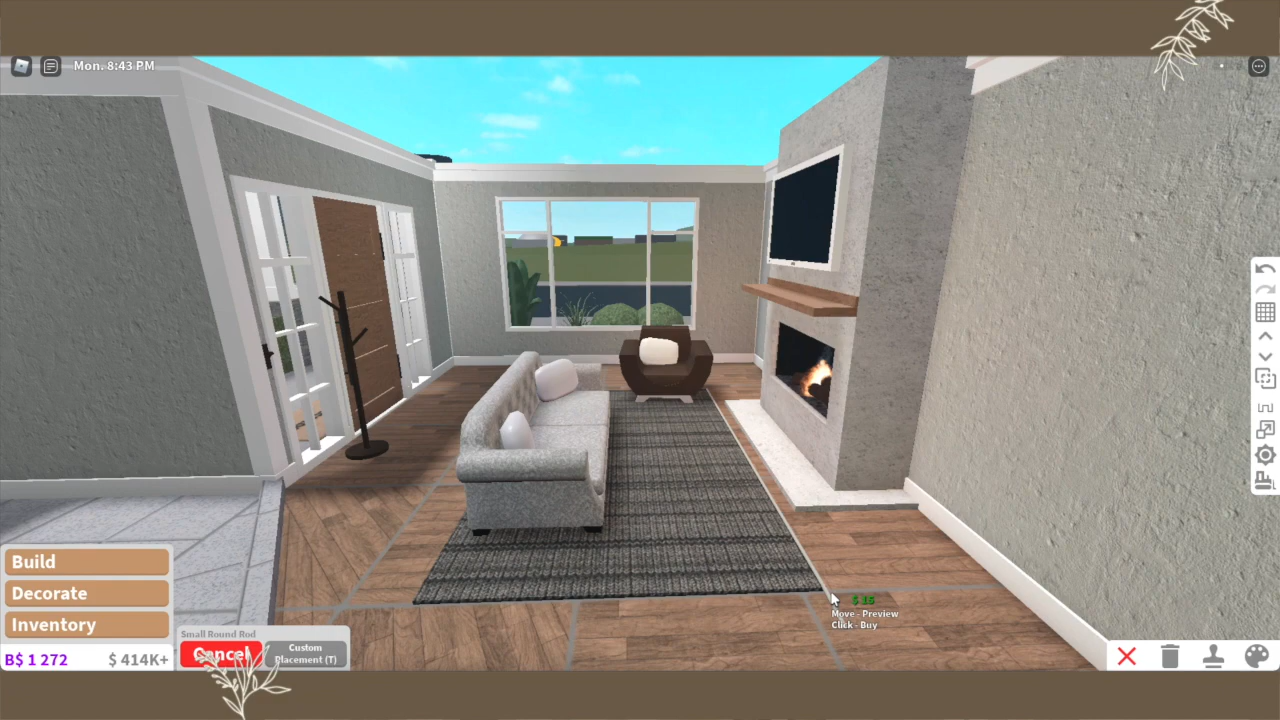 Mon. 8:43 PM
$ 16
Move - Preview
Click - Buy
Build
Decorate
Inventory
B$ 1 272 $ 414K+
Small Round Rod
Cancel
Custom
Placement (T)